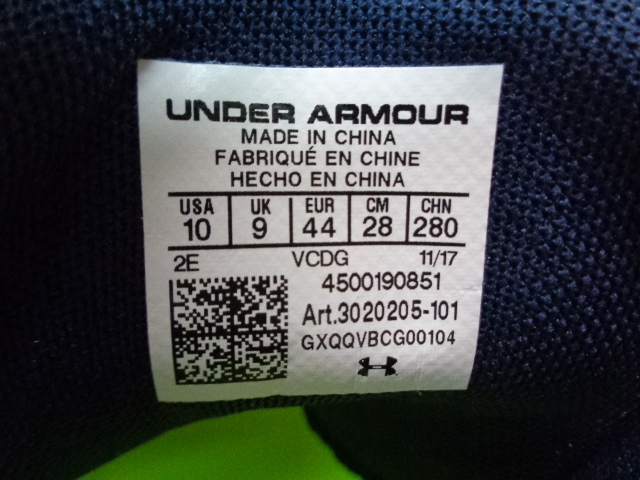 UNDER ARMOUR
MADE IN CHINA
FABRIQUÉ EN CHINE
HECHO EN CHINA
USA UK EUR CM CHN
10 9 44 28 280
2E VCDG 11/17
4500190851
Art.3020205-101
GXQQVBCG00104